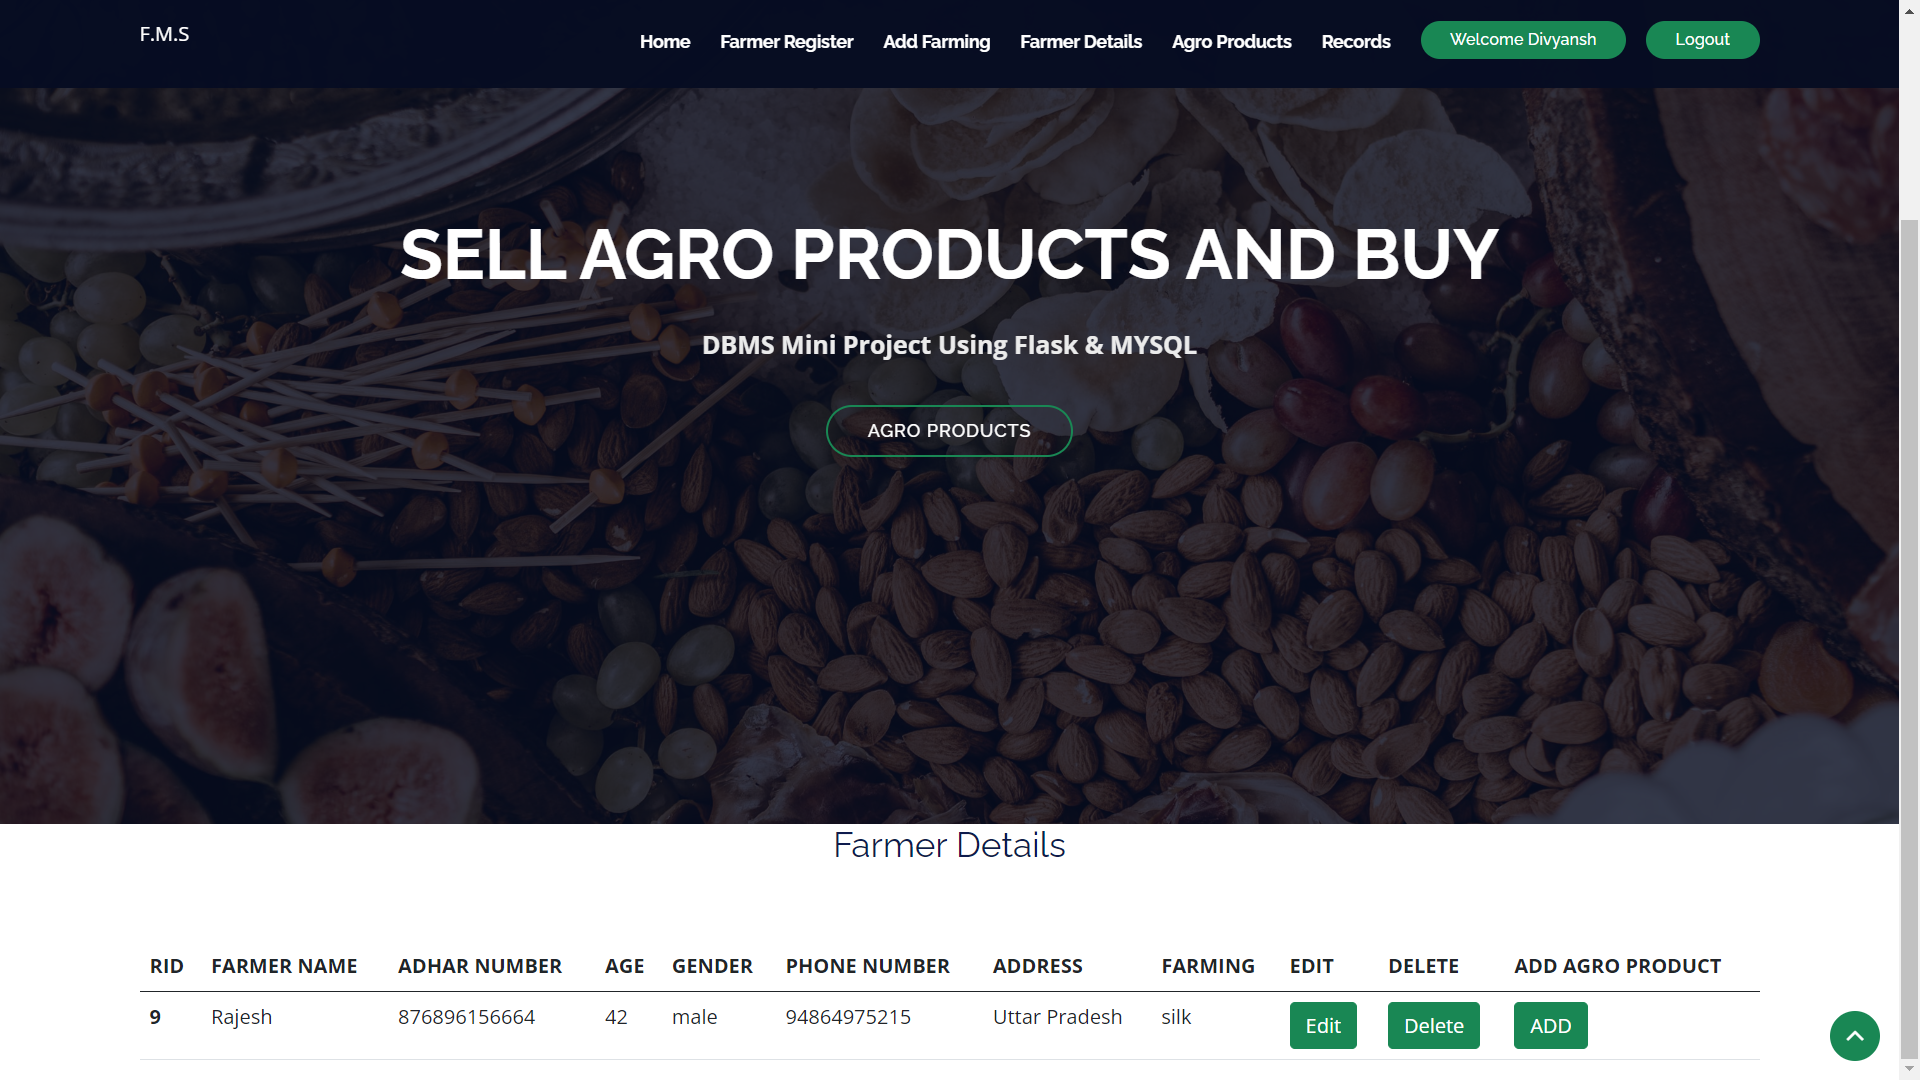 F.M.S
Home Farmer Register Add Farming Farmer Details Agro Products Records Welcome Divyansh Logout
SELL AGRO PRODUCTS AND BUY
DBMS Mini Project Using Flask & MYSQL
AGRO PRODUCTS
Farmer Details
RID FARMER NAME ADHAR NUMBER AGE GENDER PHONE NUMBER ADDRESS FARMING EDIT DELETE ADD AGRO PRODUCT
9 Rajesh 876896156664 42 male 94864975215 Uttar Pradesh silk Edit Delete ADD